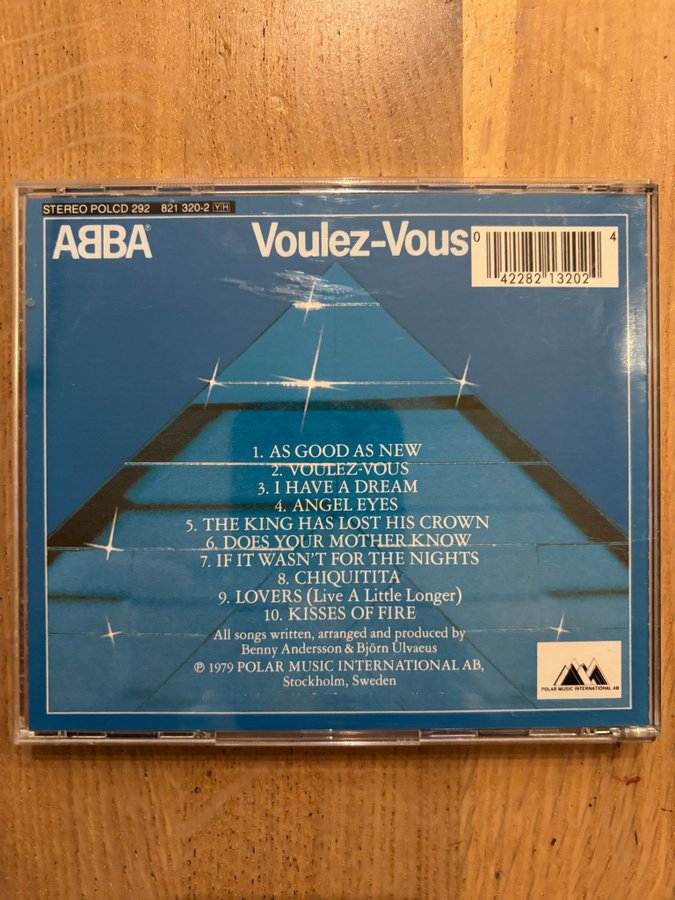 STEREO POLCD 292 821 320-2 YH
ABBA®
Voulez-Vous
0 42282 13202 4
1. AS GOOD AS NEW
2. VOULEZ-VOUS
3. I HAVE A DREAM
4. ANGEL EYES
5. THE KING HAS LOST HIS CROWN
6. DOES YOUR MOTHER KNOW
7. IF IT WASN'T FOR THE NIGHTS
8. CHIQUITITA
9. LOVERS (Live A Little Longer)
10. KISSES OF FIRE
All songs written, arranged and produced by
Benny Andersson & Björn Ulvaeus
℗ 1979 POLAR MUSIC INTERNATIONAL AB,
Stockholm, Sweden
POLAR MUSIC INTERNATIONAL AB